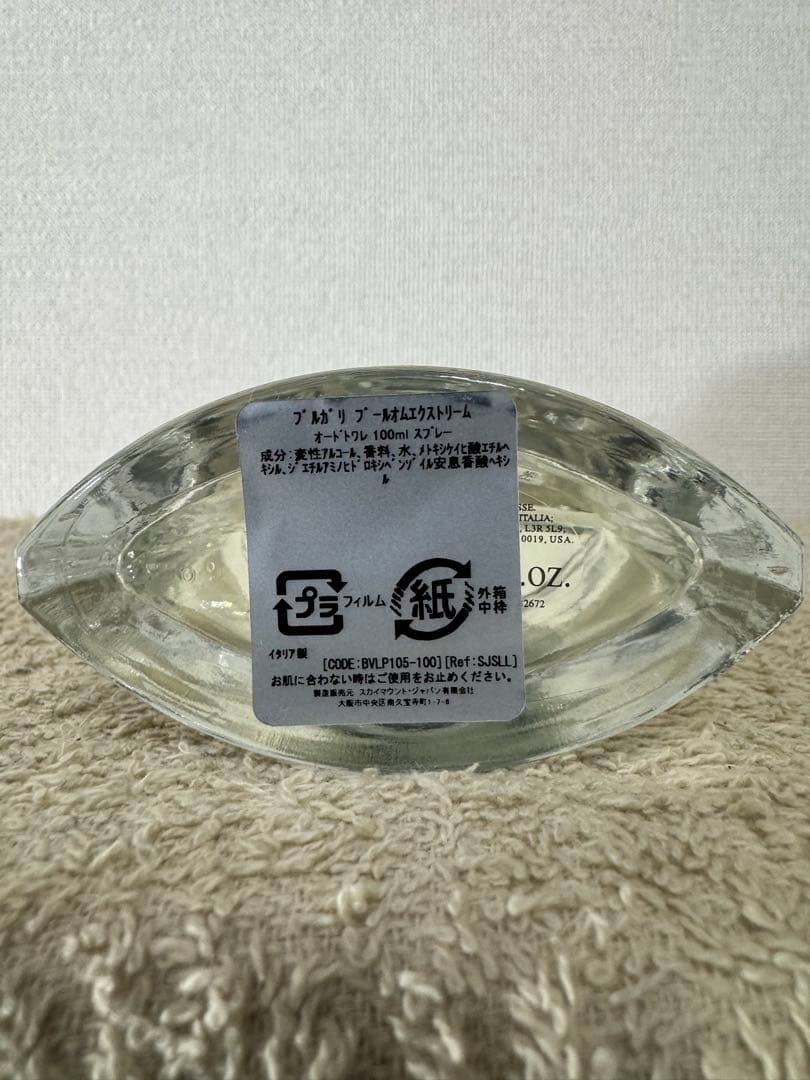 ブルガリ プールオムエクストリーム
オードトワレ 100ml スプレー
成分:変性アルコール、香料、水、メトキシケイヒ酸エチルヘ
キシル、ジエチルアミノヒドロキシベンゾイル安息香酸ヘキシ
ル
SSE.
ITALIA;
, L3R 5L9,
0019, USA.
.OZ.
62672
プラ
フィルム
紙
外箱
中枠
イタリア製
[CODE:BVLP105-100][Ref:SJSLL]
お肌に合わない時はご使用をお止めください。
製造販売元 スカイマウント・ジャパン有限会社
大阪市中央区南久宝寺町1-7-6